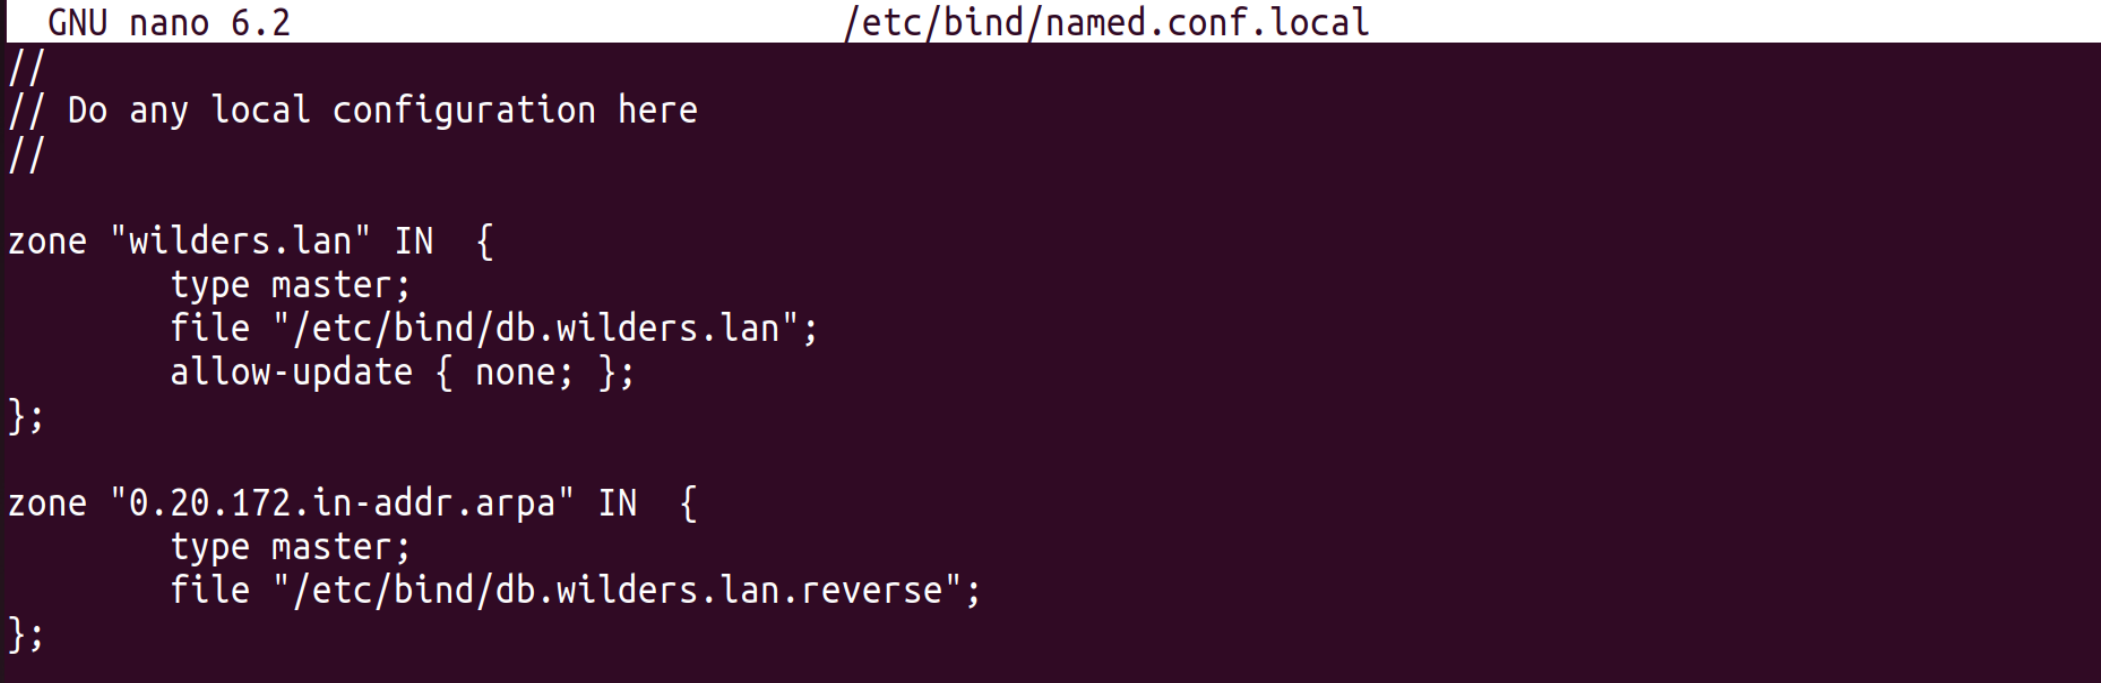 GNU nano 6.2 /etc/bind/named.conf.local
//
// Do any local configuration here
//
zone "wilders.lan" IN  {
        type master;
        file "/etc/bind/db.wilders.lan";
        allow-update { none; };
};
zone "0.20.172.in-addr.arpa" IN  {
        type master;
        file "/etc/bind/db.wilders.lan.reverse";
};